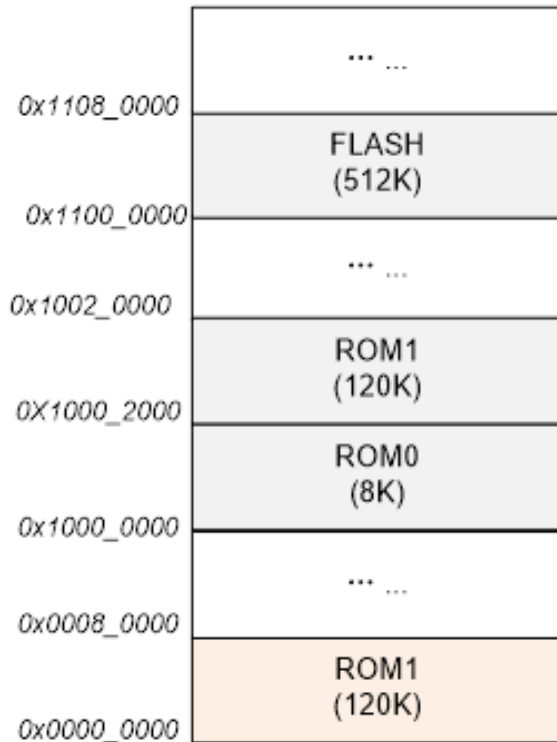 ... ...
0x1108_0000
FLASH
(512K)
0x1100_0000
... ...
0x1002_0000
ROM1
(120K)
0X1000_2000
ROM0
(8K)
0x1000_0000
... ...
0x0008_0000
ROM1
(120K)
0x0000_0000